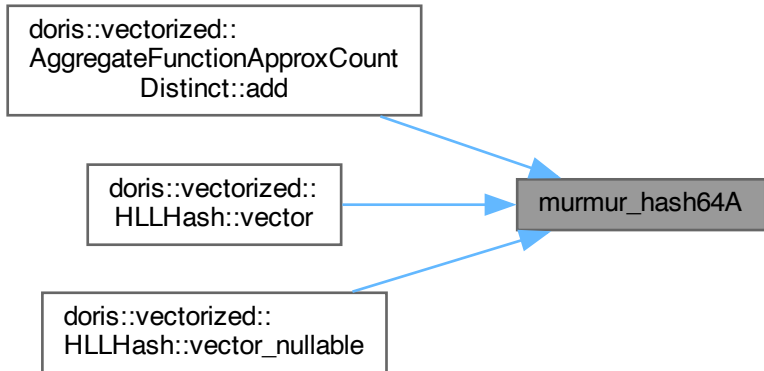 doris::vectorized::
AggregateFunctionApproxCount
Distinct::add
doris::vectorized::
HLLHash::vector
murmur_hash64A
doris::vectorized::
HLLHash::vector_nullable